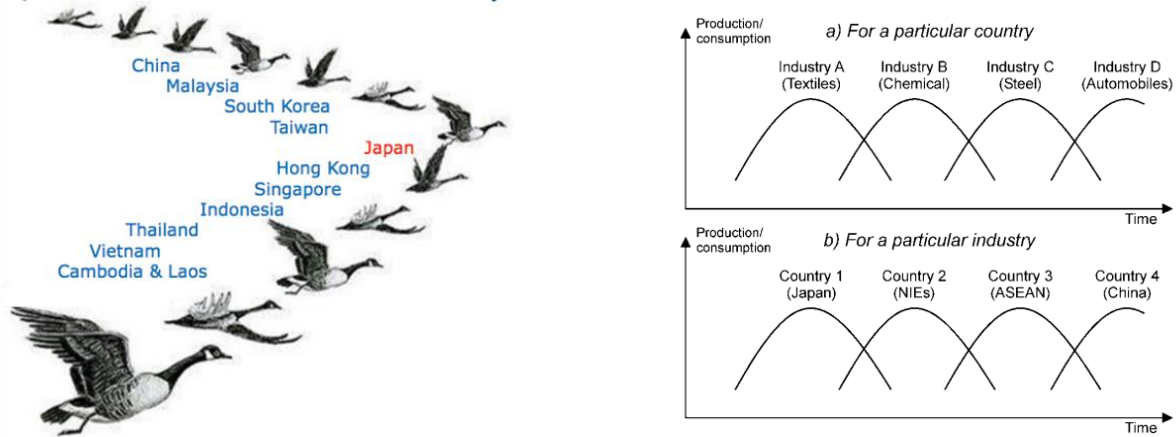 China
Malaysia
South Korea
Taiwan
Japan
Hong Kong
Singapore
Indonesia
Thailand
Vietnam
Cambodia & Laos
Production/
consumption
a) For a particular country
Industry A
(Textiles)
Industry B
(Chemical)
Industry C
(Steel)
Industry D
(Automobiles)
Time
Production/
consumption
b) For a particular industry
Country 1
(Japan)
Country 2
(NIEs)
Country 3
(ASEAN)
Country 4
(China)
Time